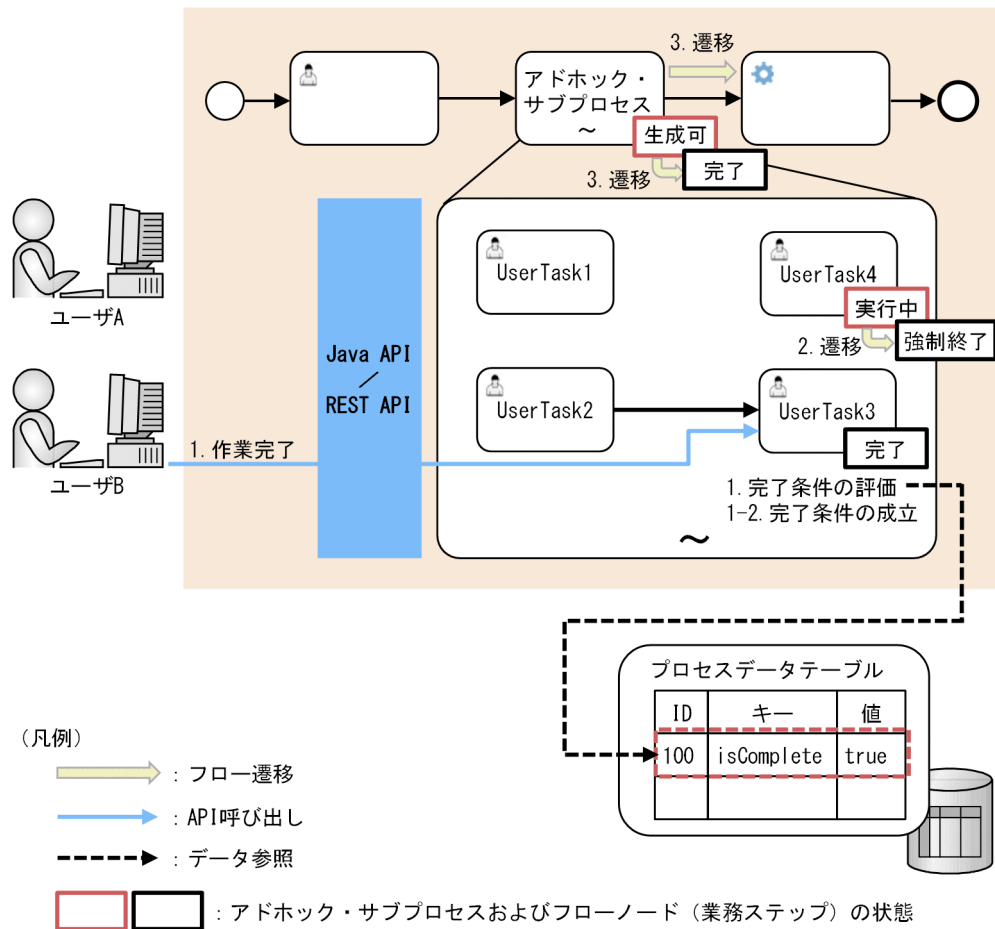 3.遷移
アドホック・
サブプロセス
～
生成可
完了
3.遷移
UserTask1
UserTask4
実行中
強制終了
2.遷移
ユーザA
Java API
／
REST API
UserTask2
UserTask3
完了
1.作業完了
ユーザB
1.完了条件の評価
1-2.完了条件の成立
～
プロセスデータテーブル
ID キー 値
100 isComplete true
（凡例）
：フロー遷移
：API呼び出し
：データ参照
：アドホック・サブプロセスおよびフローノード（業務ステップ）の状態